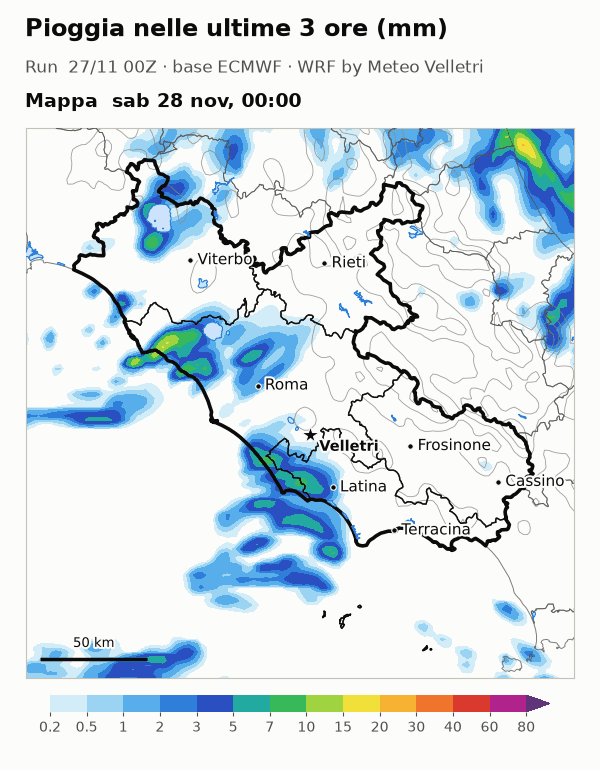 Pioggia nelle ultime 3 ore (mm)
Run  27/11 00Z · base ECMWF · WRF by Meteo Velletri
Mappa  sab 28 nov, 00:00
Viterbo
Rieti
Roma
Velletri
Frosinone
Cassino
Latina
Terracina
50 km
0.2 0.5 1 2 3 5 7 10 15 20 30 40 60 80